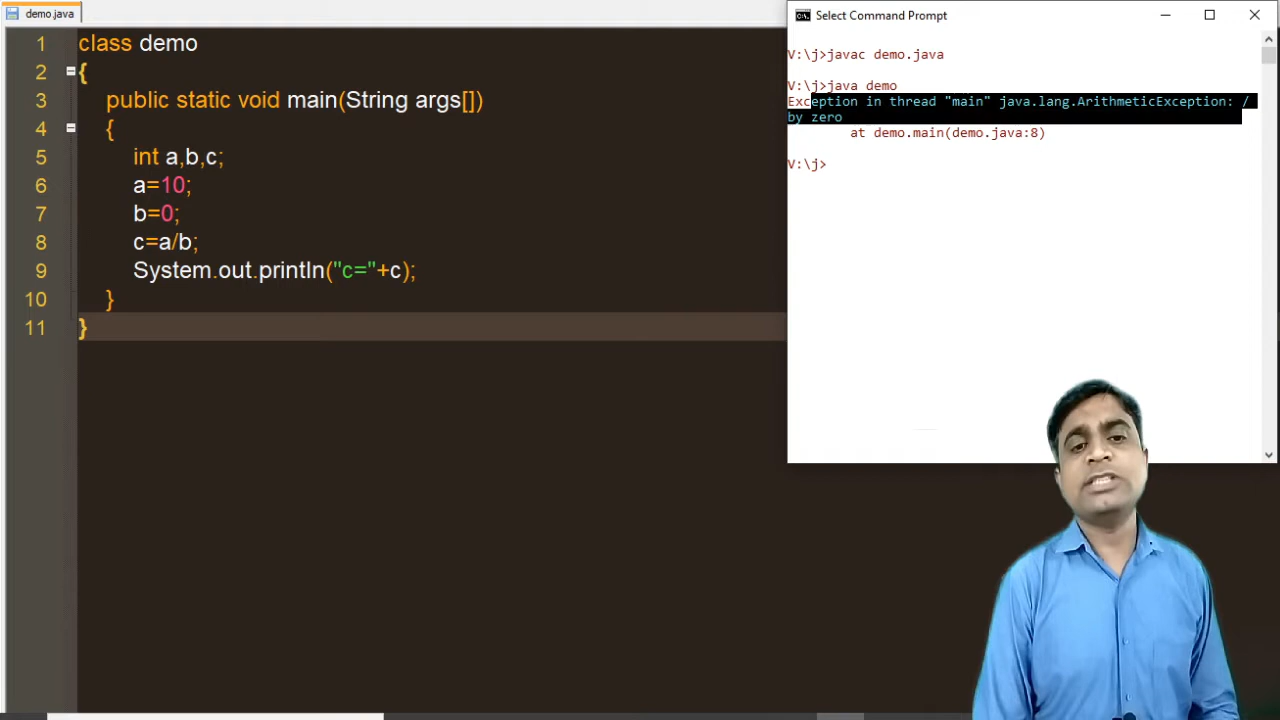 demo.java
1 class demo
2 {
3 public static void main(String args[])
4 {
5 int a,b,c;
6 a=10;
7 b=0;
8 c=a/b;
9 System.out.println("c="+c);
10 }
11 }
Select Command Prompt
V:\j>javac demo.java
V:\j>java demo
Exception in thread "main" java.lang.ArithmeticException: /
by zero
at demo.main(demo.java:8)
V:\j>